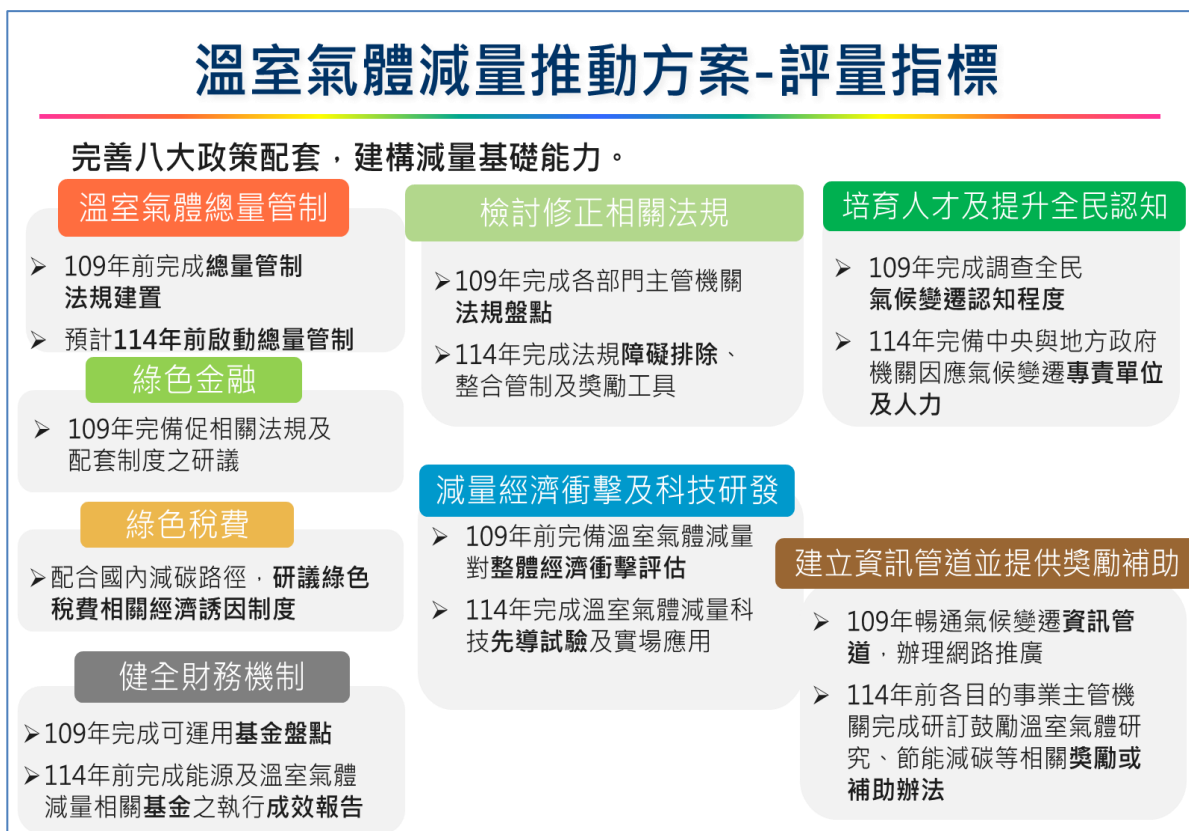 溫室氣體減量推動方案-評量指標
完善八大政策配套，建構減量基礎能力。
溫室氣體總量管制
➤ 109年前完成總量管制
法規建置
➤ 預計114年前啟動總量管制
綠色金融
➤ 109年完備促相關法規及
配套制度之研議
綠色稅費
➤配合國內減碳路徑，研議綠色
稅費相關經濟誘因制度
健全財務機制
➤109年完成可運用基金盤點
➤114年前完成能源及溫室氣體
減量相關基金之執行成效報告
檢討修正相關法規
➤109年完成各部門主管機關
法規盤點
➤114年完成法規障礙排除、
整合管制及獎勵工具
減量經濟衝擊及科技研發
➤ 109年前完備溫室氣體減量
對整體經濟衝擊評估
➤ 114年完成溫室氣體減量科
技先導試驗及實場應用
培育人才及提升全民認知
➤ 109年完成調查全民
氣候變遷認知程度
➤ 114年完備中央與地方政府
機關因應氣候變遷專責單位
及人力
建立資訊管道並提供獎勵補助
➤ 109年暢通氣候變遷資訊管
道，辦理網路推廣
➤ 114年前各目的事業主管機
關完成研訂鼓勵溫室氣體研
究、節能減碳等相關獎勵或
補助辦法